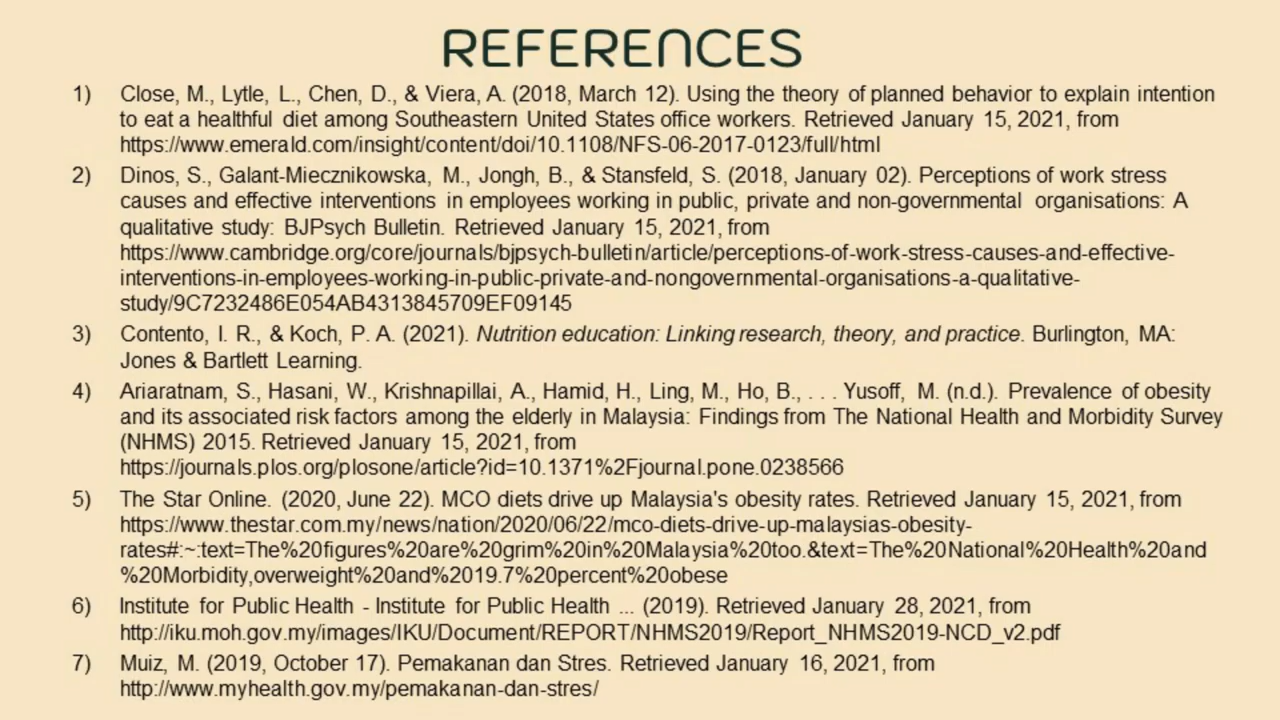 REFERENCES
1) Close, M., Lytle, L., Chen, D., & Viera, A. (2018, March 12). Using the theory of planned behavior to explain intention
to eat a healthful diet among Southeastern United States office workers. Retrieved January 15, 2021, from
https://www.emerald.com/insight/content/doi/10.1108/NFS-06-2017-0123/full/html
2) Dinos, S., Galant-Miecznikowska, M., Jongh, B., & Stansfeld, S. (2018, January 02). Perceptions of work stress
causes and effective interventions in employees working in public, private and non-governmental organisations: A
qualitative study: BJPsych Bulletin. Retrieved January 15, 2021, from
https://www.cambridge.org/core/journals/bjpsych-bulletin/article/perceptions-of-work-stress-causes-and-effective-
interventions-in-employees-working-in-public-private-and-nongovernmental-organisations-a-qualitative-
study/9C7232486E054AB4313845709EF09145
3) Contento, I. R., & Koch, P. A. (2021). Nutrition education: Linking research, theory, and practice. Burlington, MA:
Jones & Bartlett Learning.
4) Ariaratnam, S., Hasani, W., Krishnapillai, A., Hamid, H., Ling, M., Ho, B., . . . Yusoff, M. (n.d.). Prevalence of obesity
and its associated risk factors among the elderly in Malaysia: Findings from The National Health and Morbidity Survey
(NHMS) 2015. Retrieved January 15, 2021, from
https://journals.plos.org/plosone/article?id=10.1371%2Fjournal.pone.0238566
5) The Star Online. (2020, June 22). MCO diets drive up Malaysia's obesity rates. Retrieved January 15, 2021, from
https://www.thestar.com.my/news/nation/2020/06/22/mco-diets-drive-up-malaysias-obesity-
rates#:~:text=The%20figures%20are%20grim%20in%20Malaysia%20too.&text=The%20National%20Health%20and
%20Morbidity,overweight%20and%2019.7%20percent%20obese
6) Institute for Public Health - Institute for Public Health ... (2019). Retrieved January 28, 2021, from
http://iku.moh.gov.my/images/IKU/Document/REPORT/NHMS2019/Report_NHMS2019-NCD_v2.pdf
7) Muiz, M. (2019, October 17). Pemakanan dan Stres. Retrieved January 16, 2021, from
http://www.myhealth.gov.my/pemakanan-dan-stres/